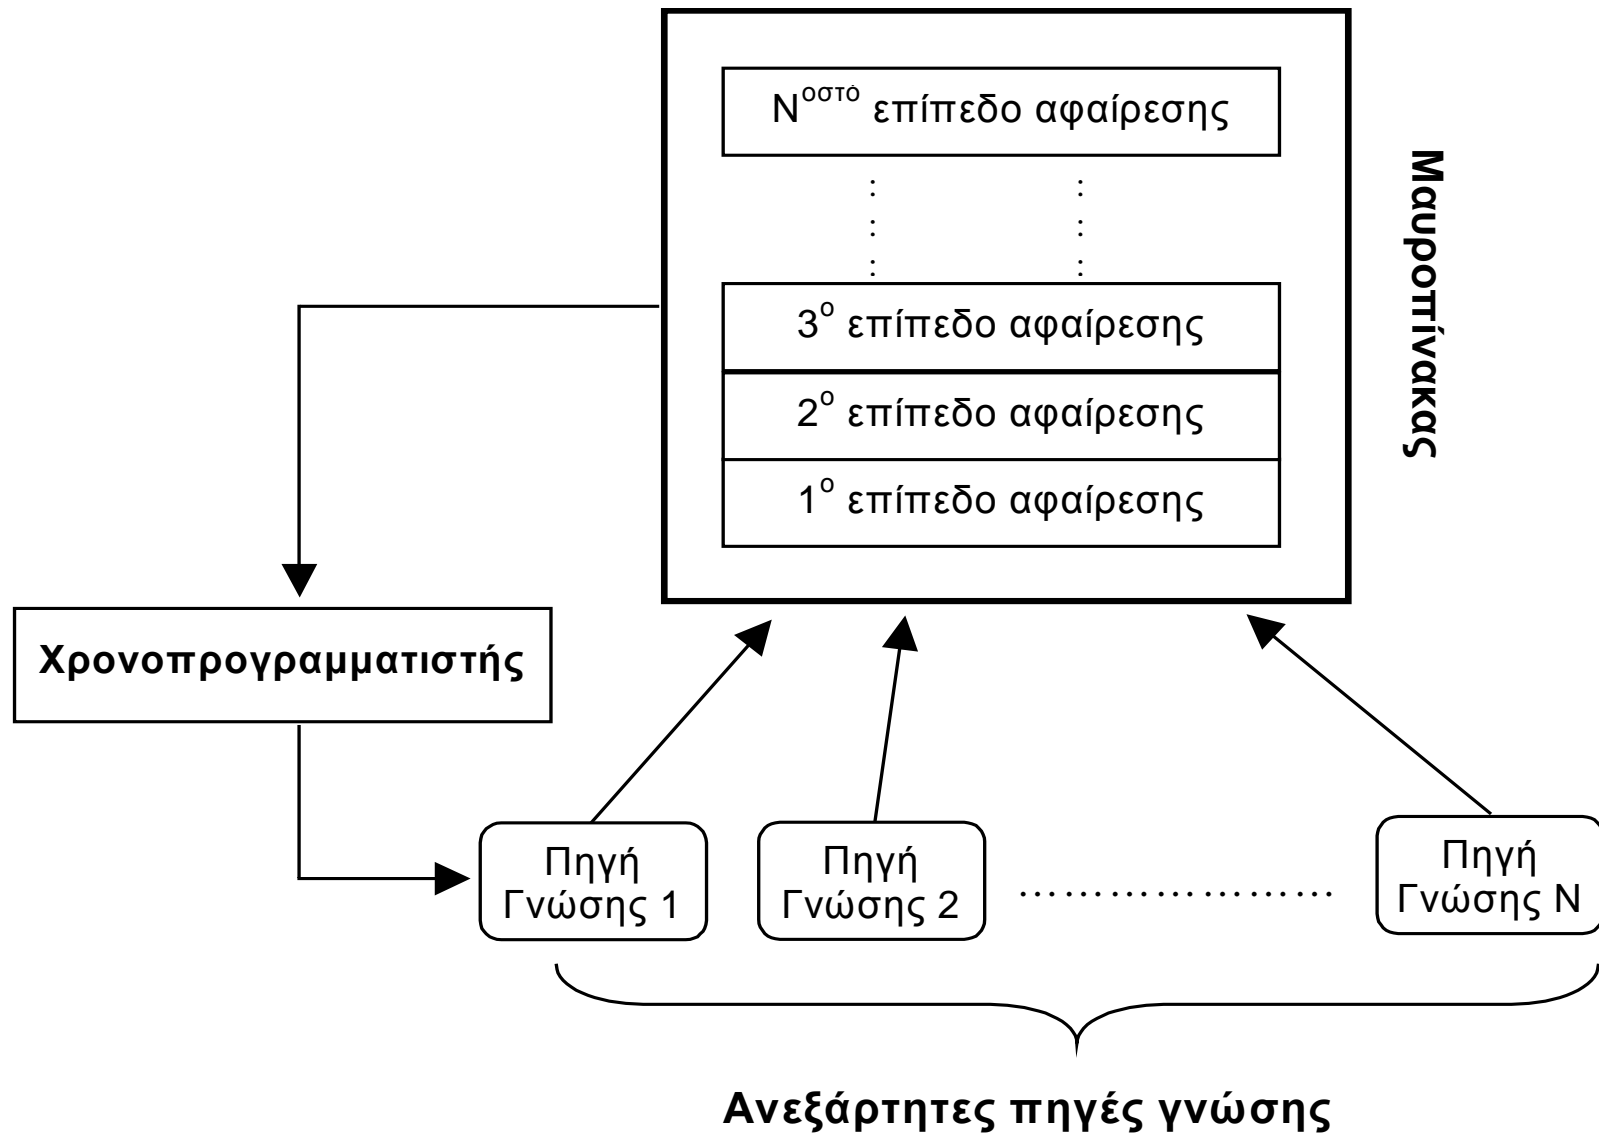 Νοστό επίπεδο αφαίρεσης
3ο επίπεδο αφαίρεσης
2ο επίπεδο αφαίρεσης
1ο επίπεδο αφαίρεσης
Μαυροπίνακας
Χρονοπρογραμματιστής
Πηγή
Γνώσης 1
Πηγή
Γνώσης 2
Πηγή
Γνώσης Ν
Ανεξάρτητες πηγές γνώσης